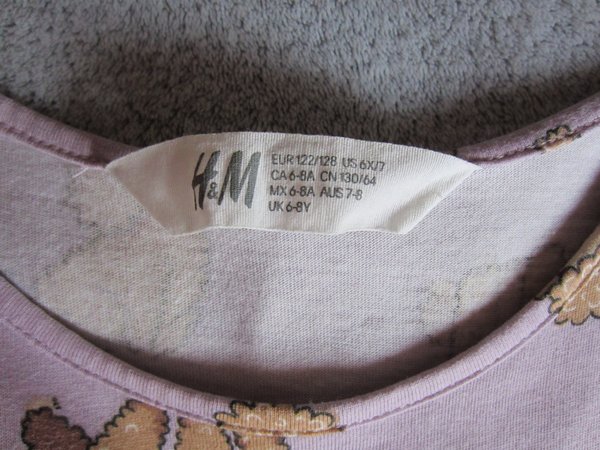 H&M
EUR 122/128 US 6X/7
CA 6-8A CN 130/64
MX 6-8A AUS 7-8
UK 6-8Y